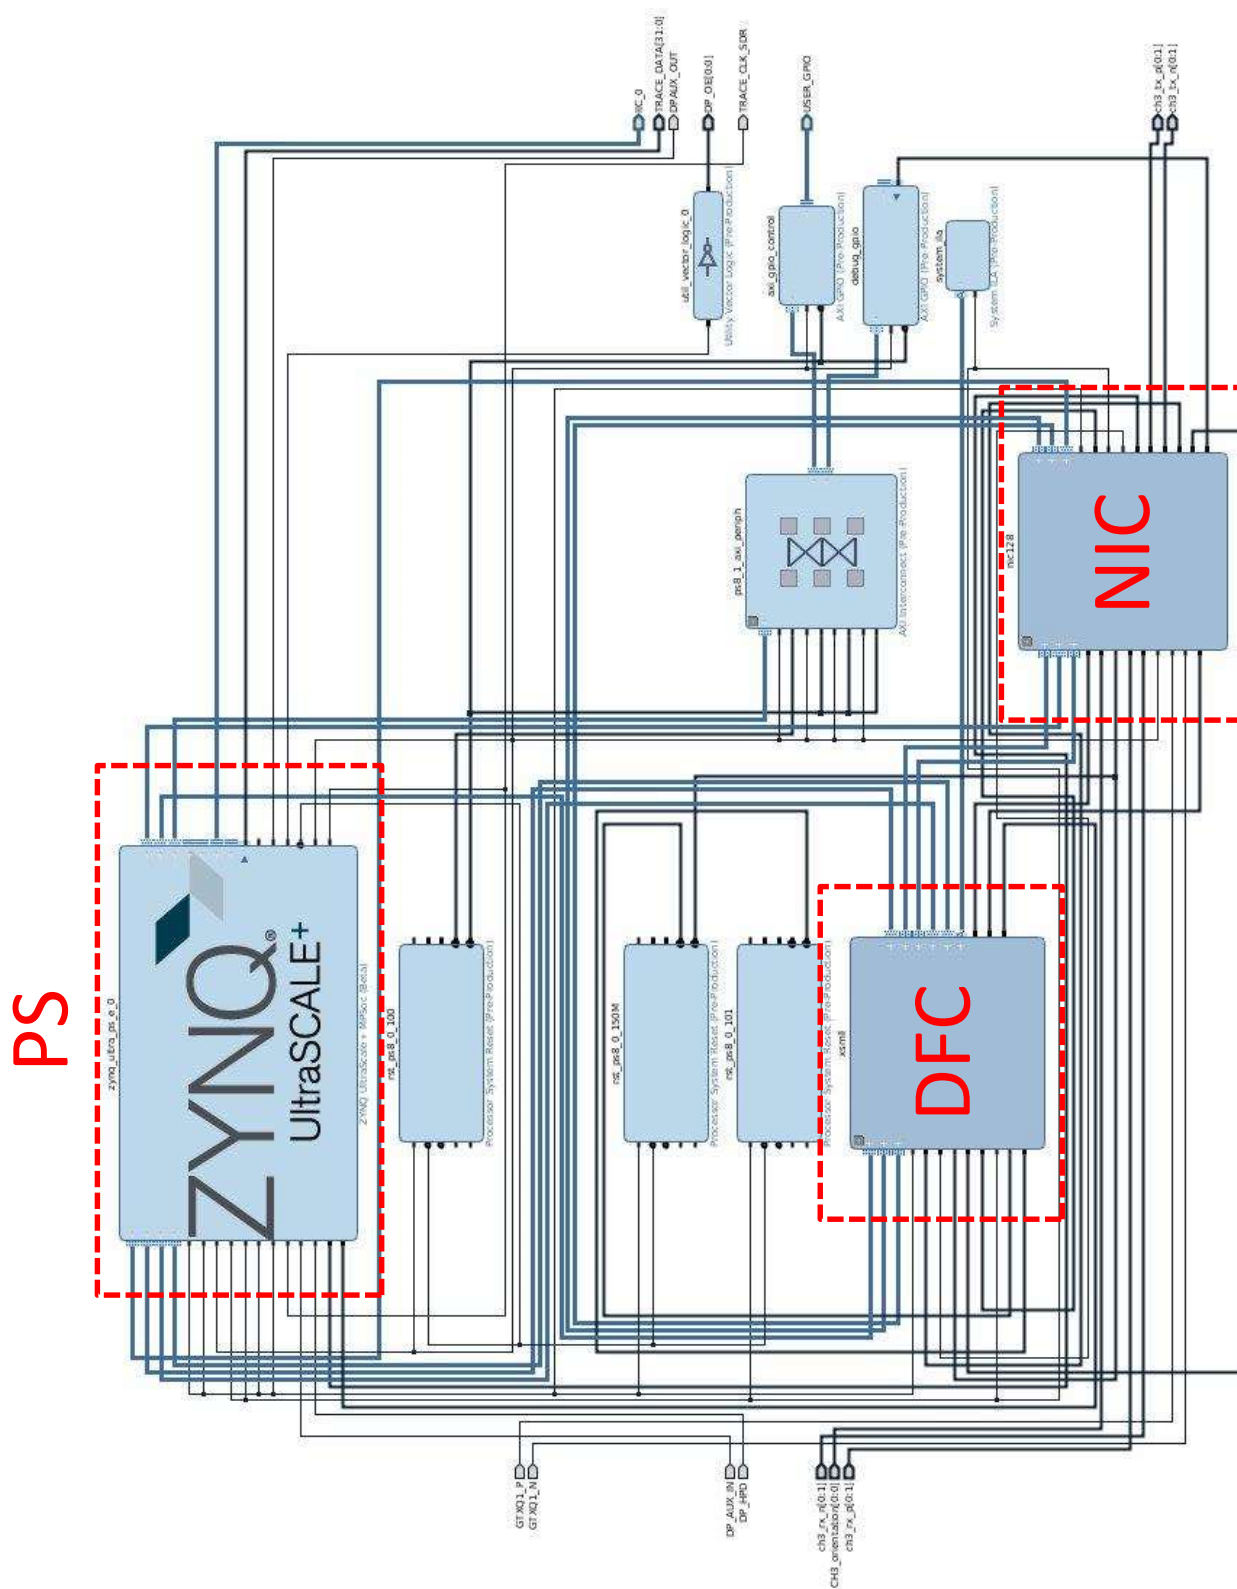 PS
zynq_ultra_ps_e_0
ZYNQ®
UltraSCALE+
ZYNQ UltraScale+ MPSoC (Beta)
rst_ps8_0_100
Processor System Reset (Pre-Production)
rst_ps8_0_150M
Processor System Reset (Pre-Production)
rst_ps8_0_101
Processor System Reset (Pre-Production)
DFC
ps8_1_axi_periph
AXI Interconnect (Pre-Production)
nic128
NIC
util_vector_logic_0
Utility Vector Logic (Pre-Production)
axi_gpio_control
AXI GPIO (Pre-Production)
debug_gpio
AXI GPIO (Pre-Production)
system_ila
System ILA (Pre-Production)
IIC_0
TRACE_DATA[31:0]
DPAUX_OUT
DP_OE[0:0]
TRACE_CLK_SDR
USER_GPIO
ch3_tx_p[0:1]
ch3_tx_n[0:1]
GTXQ1_P
GTXQ1_N
DP_AUX_IN
DP_HPD
ch3_rx_n[0:1]
CH3_orientation[0:0]
ch3_rx_p[0:1]